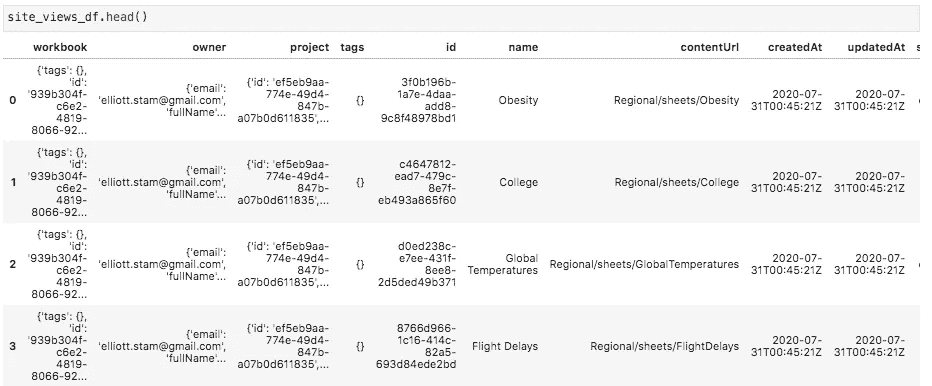 site_views_df.head()
workbook owner project tags id name contentUrl createdAt updatedAt s
{'tags': {},
'id':
0 '939b304f- {'email': {'id': 'ef5eb9aa- {} 3f0b196b- Obesity Regional/sheets/Obesity 2020-07- 2020-07-
c6e2- 'elliott.stam@gmail.com', 774e-49d4- 1a7e-4daa- 31T00:45:21Z 31T00:45:21Z
4819- 'fullName'... 847b- add8-
8066-92... a07b0d611835',... 9c8f48978bd1
{'tags': {},
'id':
1 '939b304f- {'email': {'id': 'ef5eb9aa- {} c4647812- College Regional/sheets/College 2020-07- 2020-07-
c6e2- 'elliott.stam@gmail.com', 774e-49d4- ead7-479c- 31T00:45:21Z 31T00:45:21Z
4819- 'fullName'... 847b- 8e7f-
8066-92... a07b0d611835',... eb493a865f60
{'tags': {},
'id':
2 '939b304f- {'email': {'id': 'ef5eb9aa- {} d0ed238c- Global Regional/sheets/GlobalTemperatures 2020-07- 2020-07-
c6e2- 'elliott.stam@gmail.com', 774e-49d4- e7ee-431f- Temperatures 31T00:45:21Z 31T00:45:21Z
4819- 'fullName'... 847b- 8ee8-
8066-92... a07b0d611835',... 2d5ded49b371
{'tags': {},
'id':
3 '939b304f- {'email': {'id': 'ef5eb9aa- {} 8766d966- Flight Delays Regional/sheets/FlightDelays 2020-07- 2020-07-
c6e2- 'elliott.stam@gmail.com', 774e-49d4- 1c16-414c- 31T00:45:21Z 31T00:45:21Z
4819- 'fullName'... 847b- 82a5-
8066-92... a07b0d611835',... 693d84ede2bd